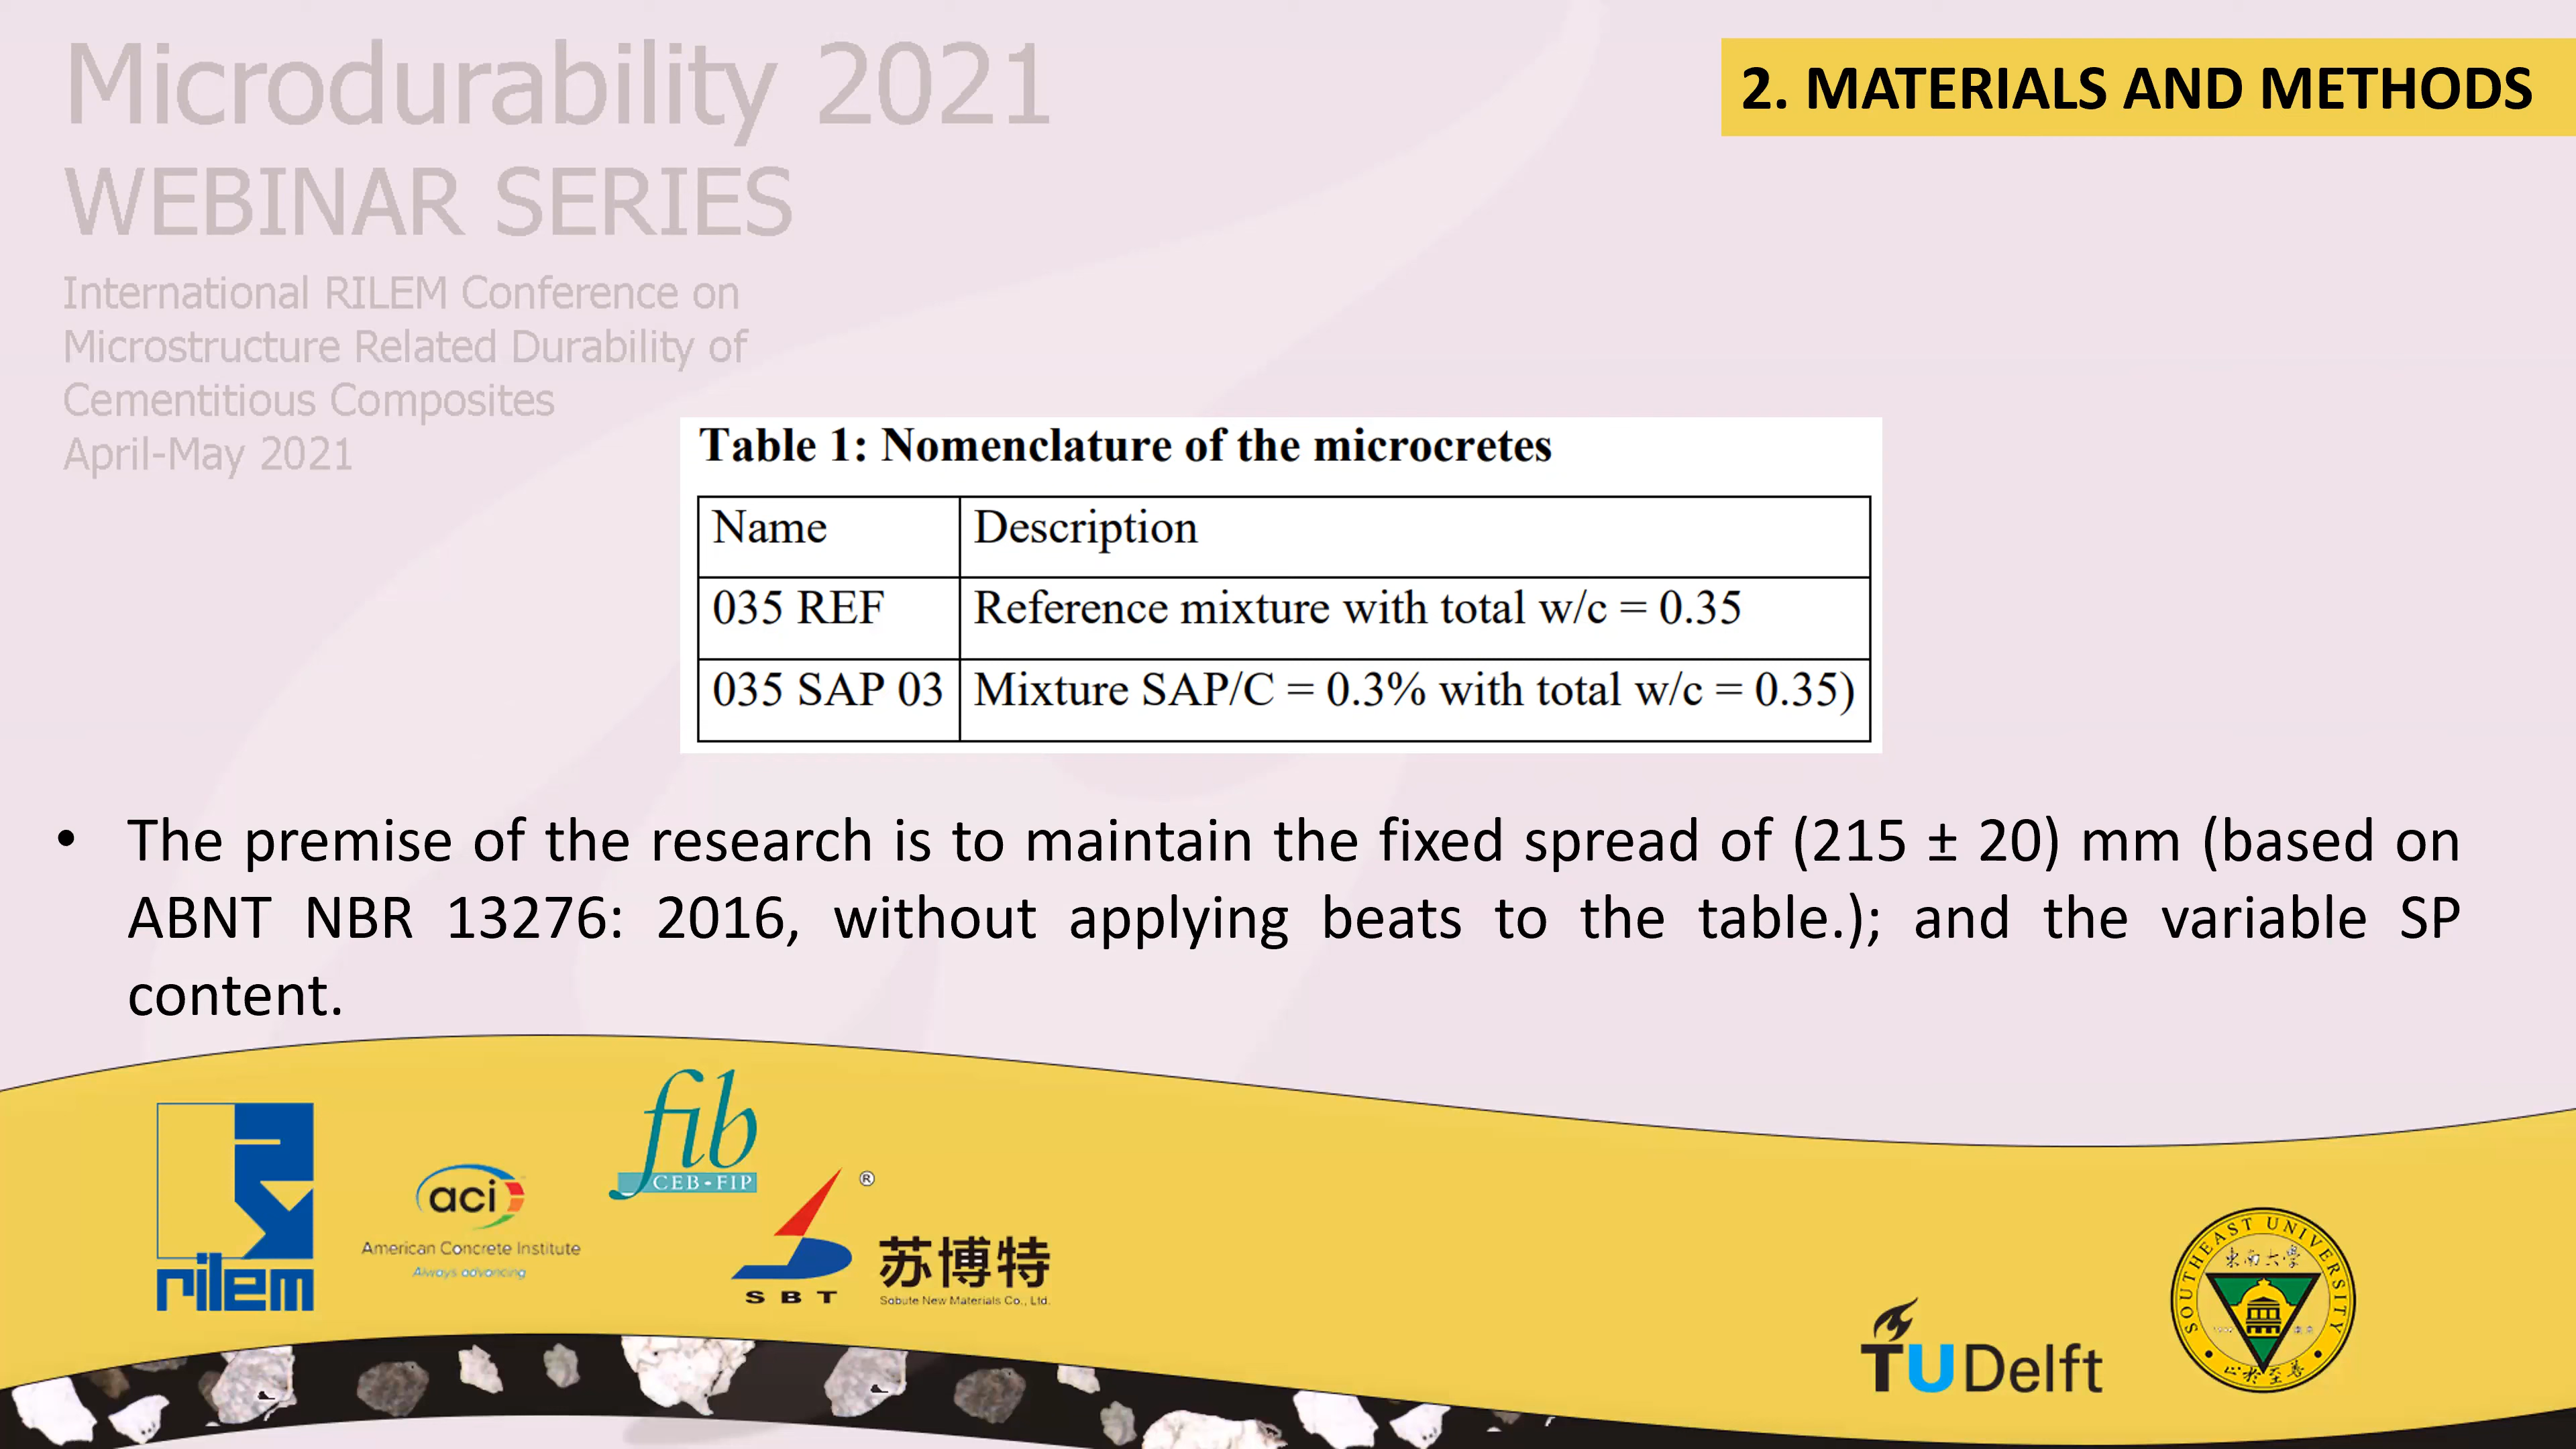 Microdurability 2021
WEBINAR SERIES
International RILEM Conference on
Microstructure Related Durability of
Cementitious Composites
April-May 2021
2. MATERIALS AND METHODS
Table 1: Nomenclature of the microcretes
Name Description
035 REF Reference mixture with total w/c = 0.35
035 SAP 03 Mixture SAP/C = 0.3% with total w/c = 0.35)
• The premise of the research is to maintain the fixed spread of (215 ± 20) mm (based on
ABNT NBR 13276: 2016, without applying beats to the table.); and the variable SP
content.
rilem
aci
American Concrete Institute
Always advancing
fib
CEB-FIP
®
SBT
苏博特
Sobute New Materials Co., Ltd.
TU Delft
SOUTHEAST UNIVERSITY
東南大學